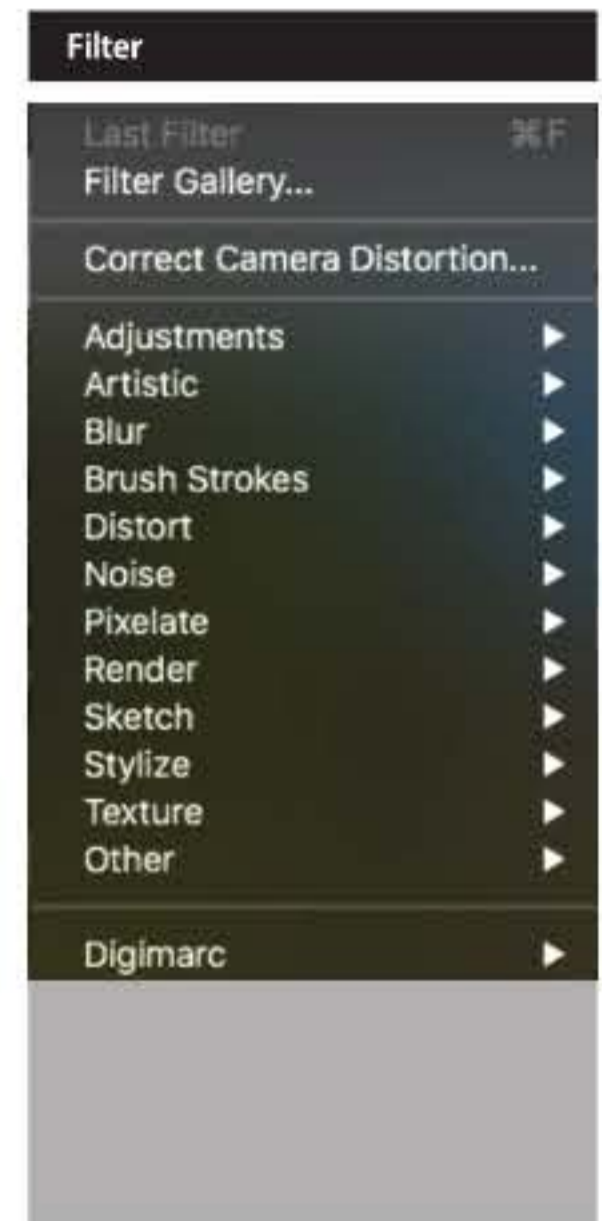 Filter
Last Filter ⌘F
Filter Gallery...
Correct Camera Distortion...
Adjustments ▶
Artistic ▶
Blur ▶
Brush Strokes ▶
Distort ▶
Noise ▶
Pixelate ▶
Render ▶
Sketch ▶
Stylize ▶
Texture ▶
Other ▶
Digimarc ▶